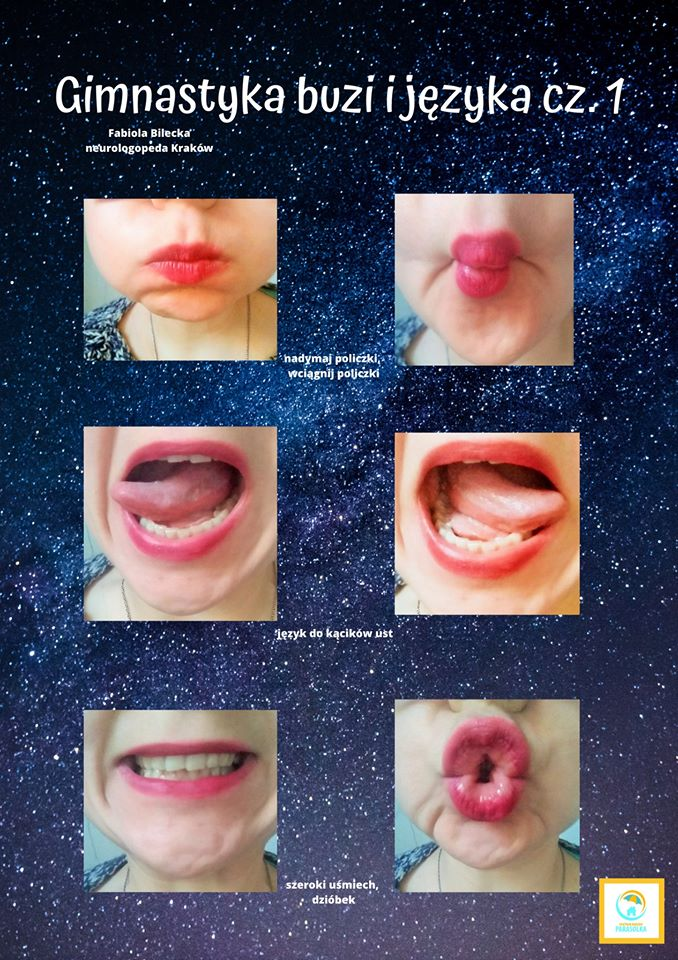 Gimnastyka buzi i języka cz. 1
Fabiola Bilecka
neurologopeda Kraków
nadymaj policzki,
wciągnij policzki
język do kącików ust
szeroki uśmiech,
dzióbek
PARASOLKA